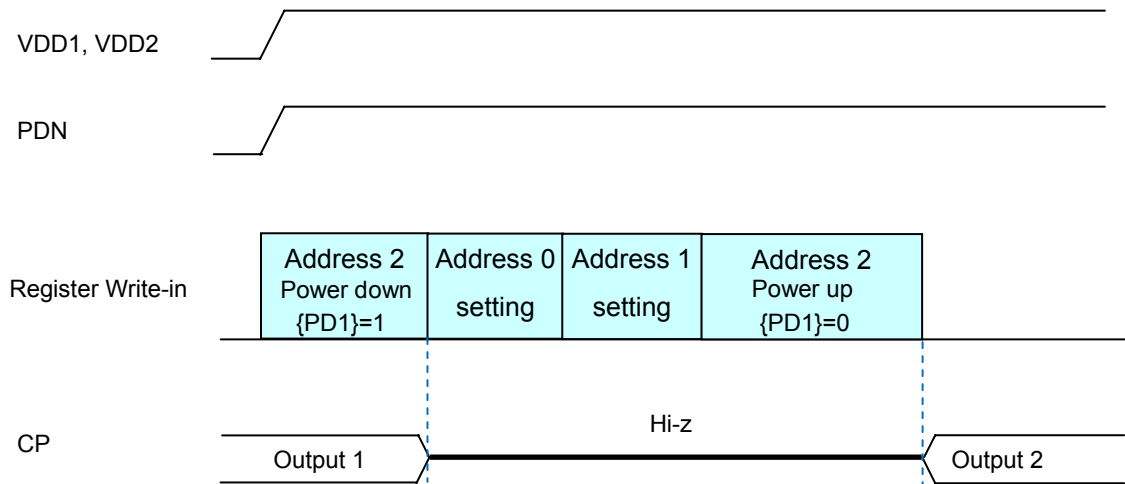 VDD1, VDD2
PDN
Register Write-in
Address 2
Power down
{PD1}=1
Address 0
setting
Address 1
setting
Address 2
Power up
{PD1}=0
CP
Output 1
Hi-z
Output 2